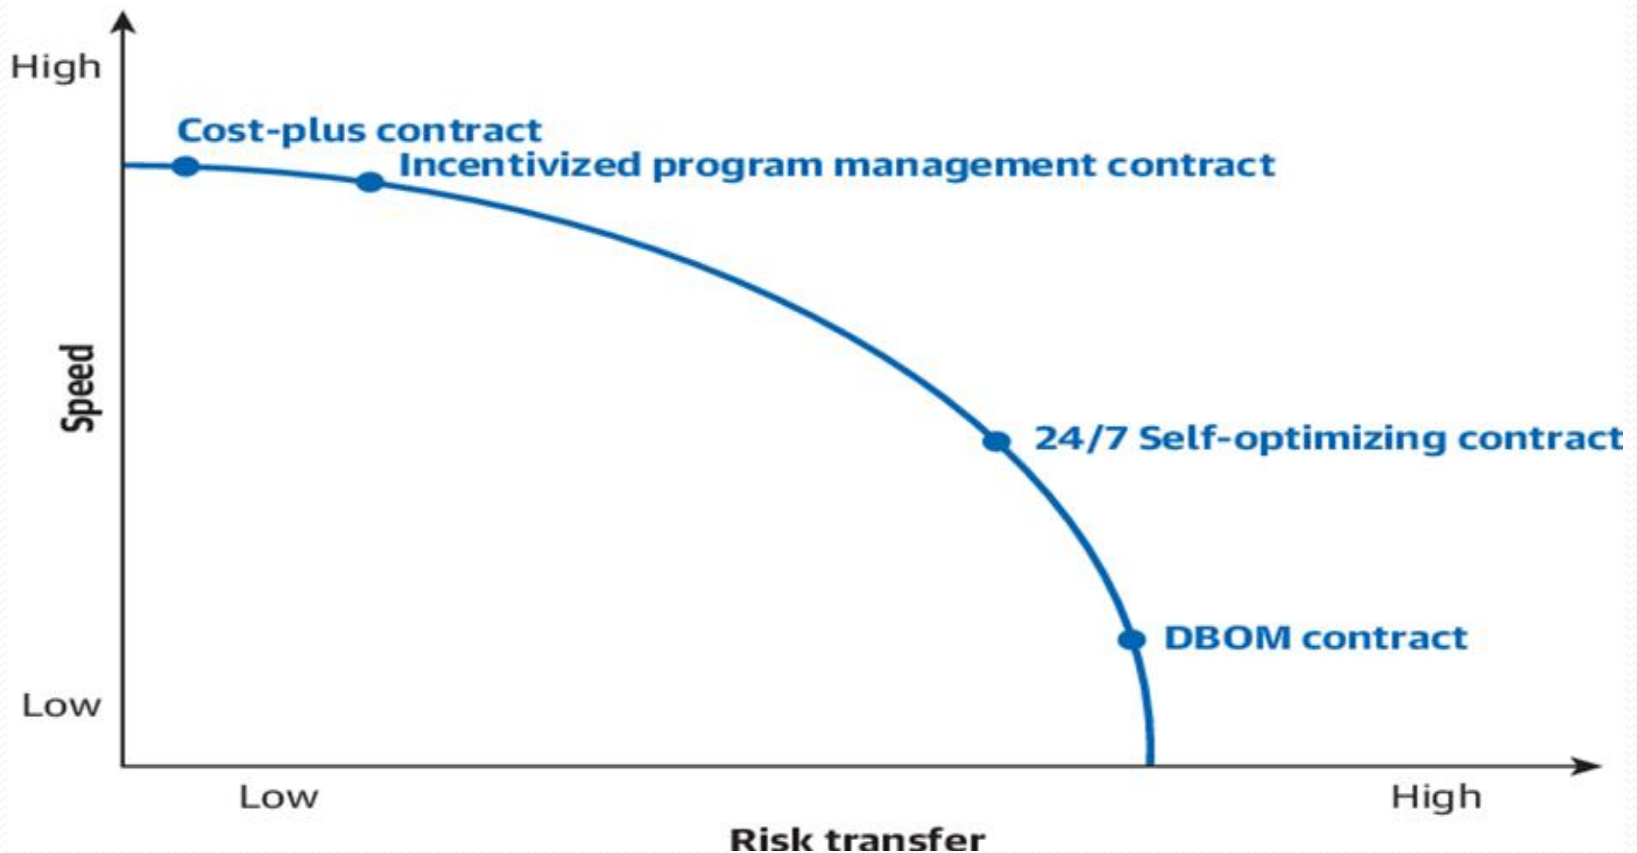 High
Cost-plus contract
Incentivized program management contract
Speed
24/7 Self-optimizing contract
DBOM contract
Low
Low
High
Risk transfer